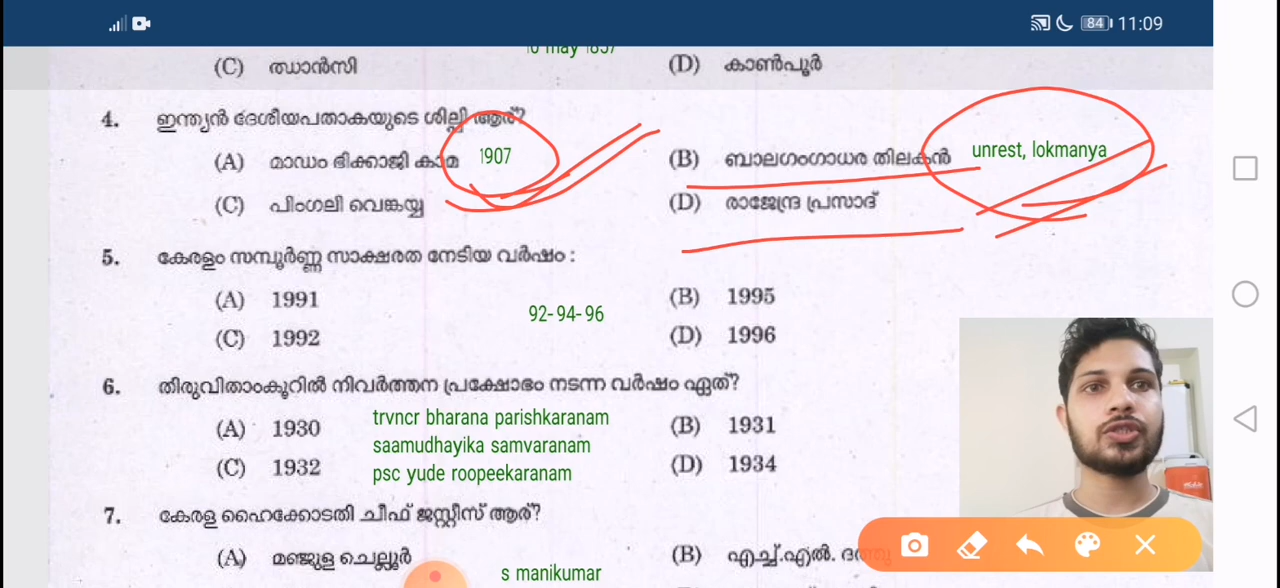 84 11:09
10 may 1857
(C) ഝാൻസി (D) കാൺപൂർ
4. ഇന്ത്യൻ ദേശീയപതാകയുടെ ശില്പി ആര്?
(A) മാഡം ഭിക്കാജി കാമ 1907 (B) ബാലഗംഗാധര തിലകൻ unrest, lokmanya
(C) പിംഗലി വെങ്കയ്യ (D) രാജേന്ദ്ര പ്രസാദ്
5. കേരളം സമ്പൂർണ്ണ സാക്ഷരത നേടിയ വർഷം :
(A) 1991 (B) 1995
92-94-96
(C) 1992 (D) 1996
6. തിരുവിതാംകൂറിൽ നിവർത്തന പ്രക്ഷോഭം നടന്ന വർഷം ഏത്?
(A) 1930 trvncr bharana parishkaranam (B) 1931
saamudhayika samvaranam
(C) 1932 psc yude roopeekaranam (D) 1934
7. കേരള ഹൈക്കോടതി ചീഫ് ജസ്റ്റീസ് ആര്?
(A) മഞ്ജുള ചെല്ലൂർ (B) എച്ച്.എൽ.
s manikumar